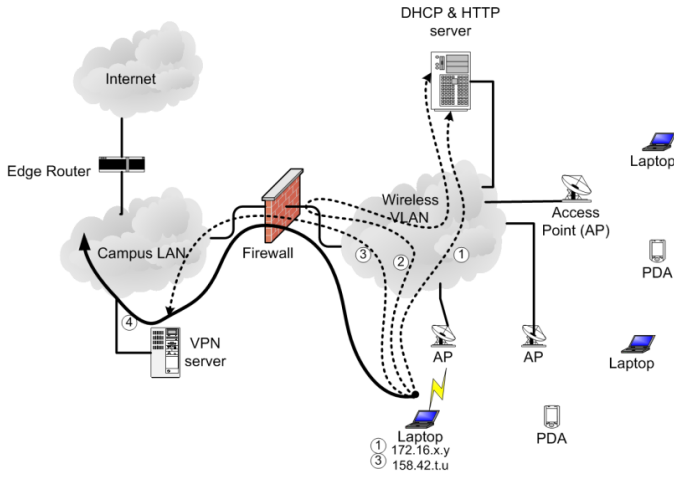 DHCP & HTTP
server
Internet
Edge Router
Laptop
Wireless
VLAN
Access
Point (AP)
Campus LAN
Firewall
3
2
1
PDA
4
VPN
server
AP
AP
Laptop
Laptop
PDA
1 172.16.x.y
3 158.42.t.u